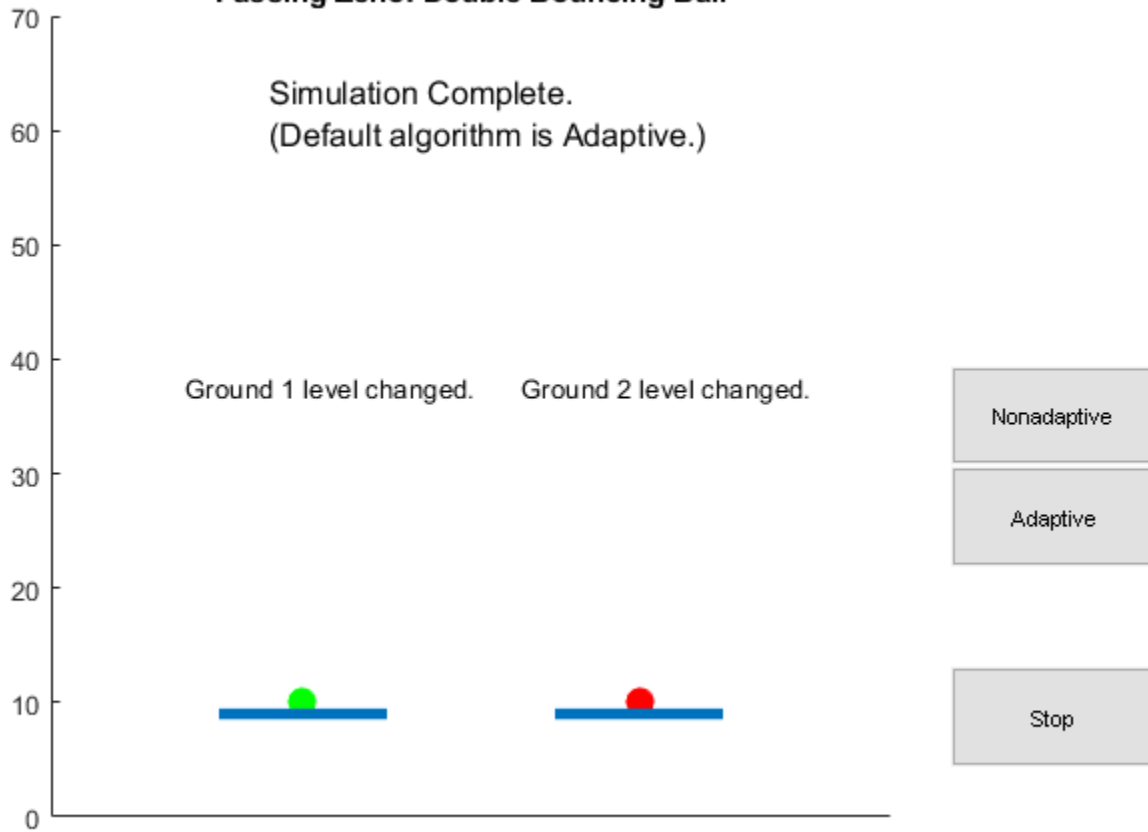 70
Simulation Complete.
60
(Default algorithm is Adaptive.)
50
40
Ground 1 level changed.
Ground 2 level changed.
Nonadaptive
30
Adaptive
20
10
Stop
0